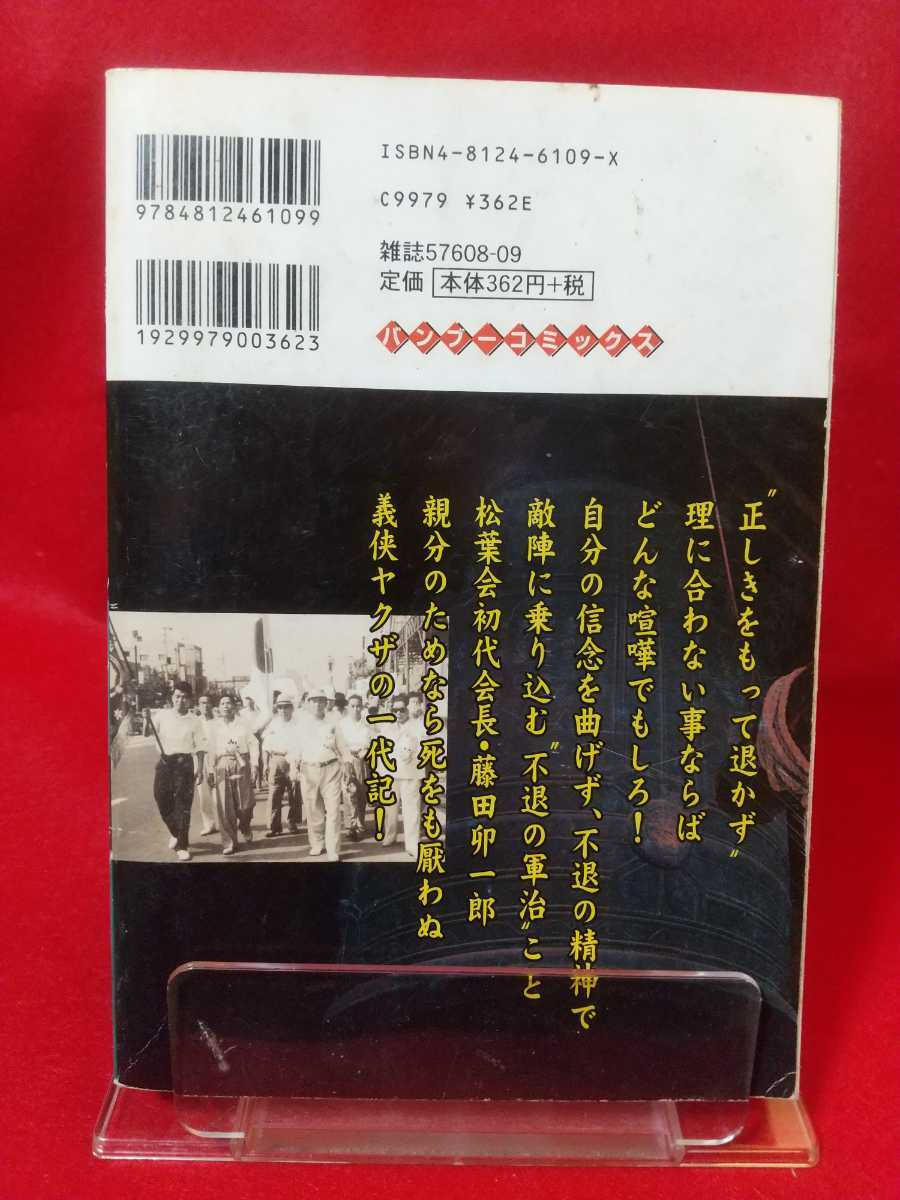 ISBN4-8124-6109-X
9784812461099
C9979 ¥362E
雑誌57608-09
定価 本体362円+税
1929979003623
バンブーコミックス
〝正しきをもって退かず〟
理に合わない事ならば
どんな喧嘩でもしろ！
自分の信念を曲げず、不退の精神で
敵陣に乗り込む〝不退の軍治〟こと
松葉会初代会長・藤田卯一郎
親分のためなら死をも厭わぬ
義侠ヤクザの一代記！